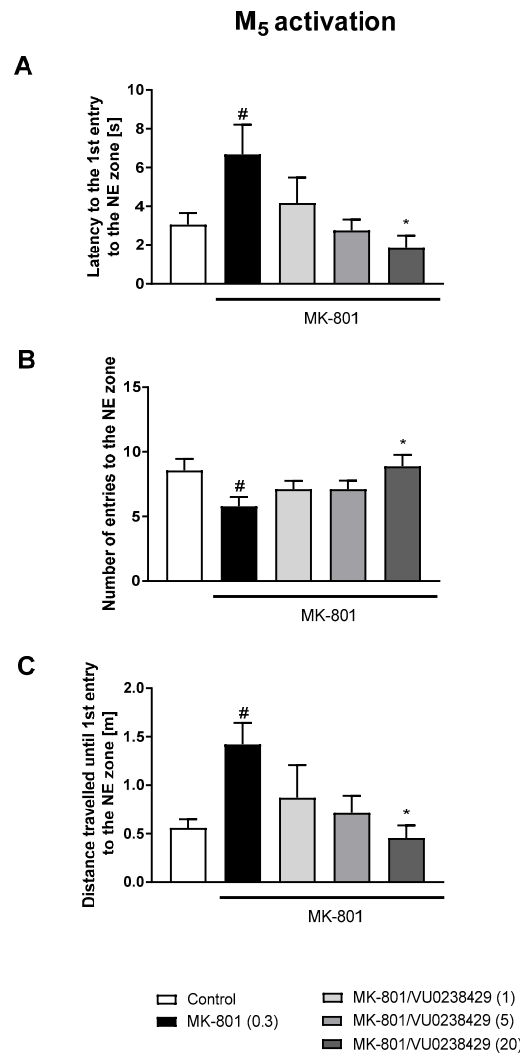 M5 activation
A
Latency to the 1st entry
to the NE zone [s]
10
8
6
4
2
0
#
*
MK-801
B
Number of entries to the NE zone
15
10
5
0
#
*
MK-801
C
Distance travelled until 1st entry
to the NE zone [m]
2.0
1.5
1.0
0.5
0.0
#
*
MK-801
Control
MK-801 (0.3)
MK-801/VU0238429 (1)
MK-801/VU0238429 (5)
MK-801/VU0238429 (20)